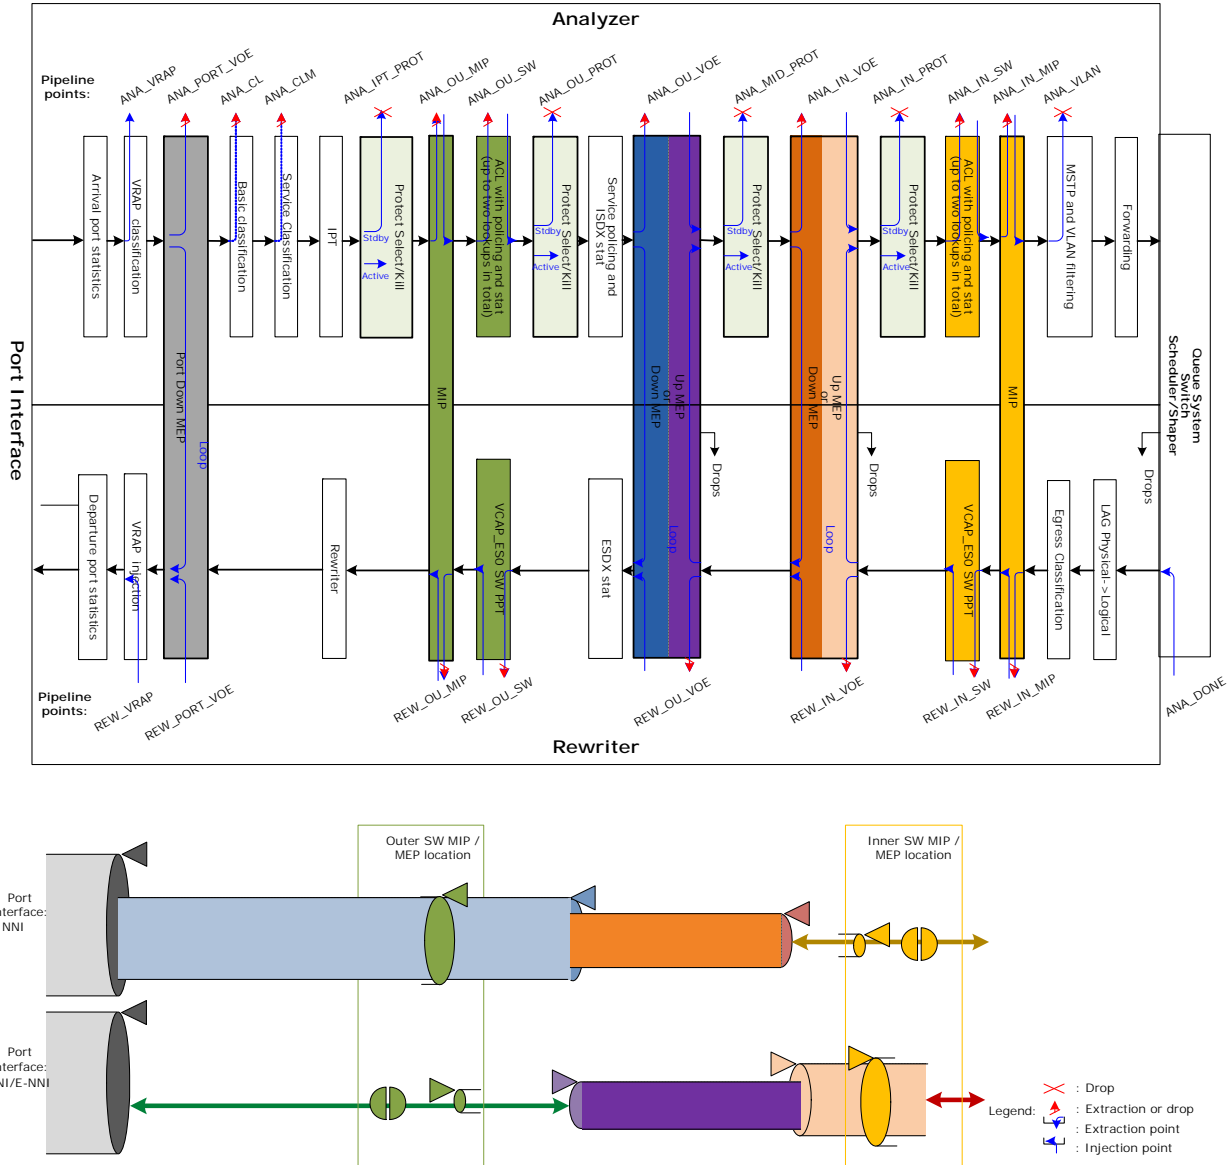 Analyzer
Pipeline
points:
ANA_VRAP
ANA_PORT_VOE
ANA_CL
ANA_CLM
ANA_IPT_PROT
ANA_OU_MIP
ANA_OU_SW
ANA_OU_PROT
ANA_OU_VOE
ANA_MID_PROT
ANA_IN_VOE
ANA_IN_PROT
ANA_IN_SW
ANA_IN_MIP
ANA_VLAN
Arrival port statistics
VRAP classification
Port Down MEP
Loop
Basic classification
Service Classification
IPT
Protect Select/Kill
Stdby
Active
MIP
ACL with policing and stat
(up to two lookups in total)
Protect Select/Kill
Stdby
Active
Service policing and
ISDX stat
Down MEP
or
Up MEP
Loop
Protect Select/Kill
Stdby
Active
Down MEP
or
Up MEP
Loop
Protect Select/Kill
Stdby
Active
ACL with policing and stat
(up to two lookups in total)
MIP
MSTP and VLAN filtering
Forwarding
Queue System
Switch
Scheduler/Shaper
Port Interface
Drops
Drops
Drops
Departure port statistics
VRAP injection
Rewriter
VCAP_ES0 SW PPT
ESDX stat
VCAP_ES0 SW PPT
Egress Classification
LAG Physical->Logical
Pipeline
points:
REW_VRAP
REW_PORT_VOE
REW_OU_MIP
REW_OU_SW
REW_OU_VOE
REW_IN_VOE
REW_IN_SW
REW_IN_MIP
ANA_DONE
Rewriter
Outer SW MIP /
MEP location
Inner SW MIP /
MEP location
Port
nterface:
NNI
Port
nterface:
NI/E-NNI
Legend:
: Drop
: Extraction or drop
: Extraction point
: Injection point